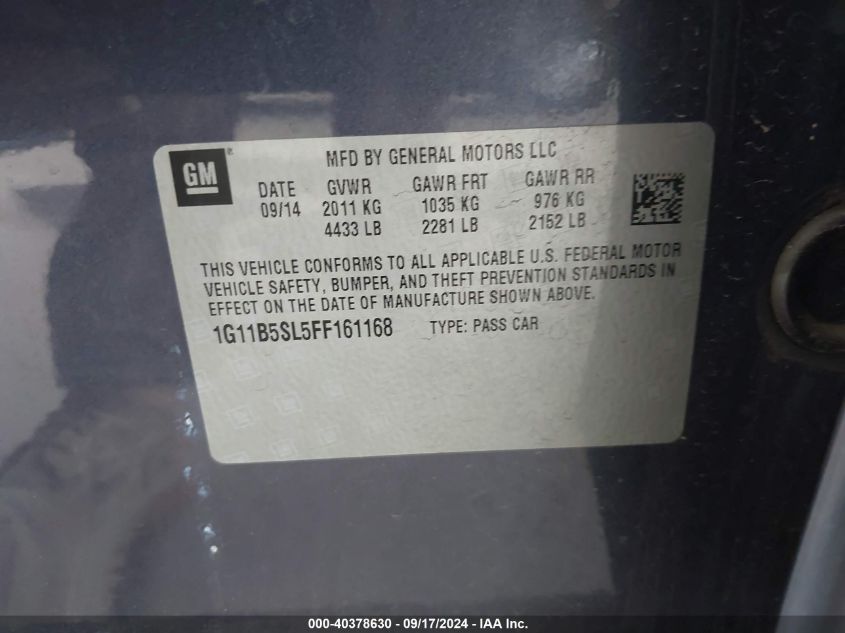 GM
MFD BY GENERAL MOTORS LLC
DATE GVWR GAWR FRT GAWR RR
09/14 2011 KG 1035 KG 976 KG
4433 LB 2281 LB 2152 LB
THIS VEHICLE CONFORMS TO ALL APPLICABLE U.S. FEDERAL MOTOR
VEHICLE SAFETY, BUMPER, AND THEFT PREVENTION STANDARDS IN
EFFECT ON THE DATE OF MANUFACTURE SHOWN ABOVE.
1G11B5SL5FF161168 TYPE: PASS CAR
000-40378630 - 09/17/2024 - IAA Inc.